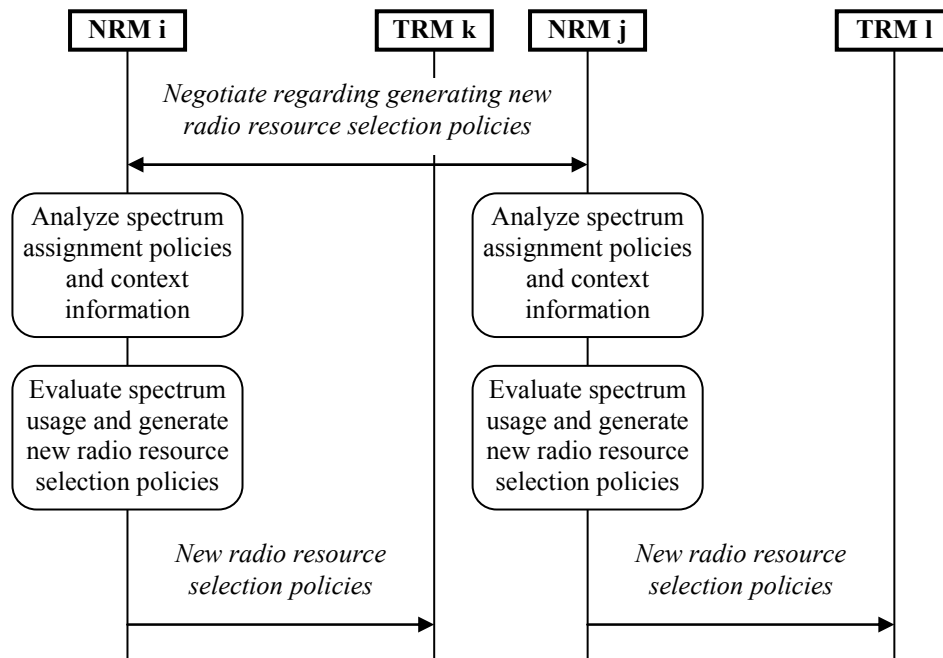 NRM i
TRM k
NRM j
TRM l
Negotiate regarding generating new
radio resource selection policies
Analyze spectrum
assignment policies
and context
information
Analyze spectrum
assignment policies
and context
information
Evaluate spectrum
usage and generate
new radio resource
selection policies
Evaluate spectrum
usage and generate
new radio resource
selection policies
New radio resource
selection policies
New radio resource
selection policies